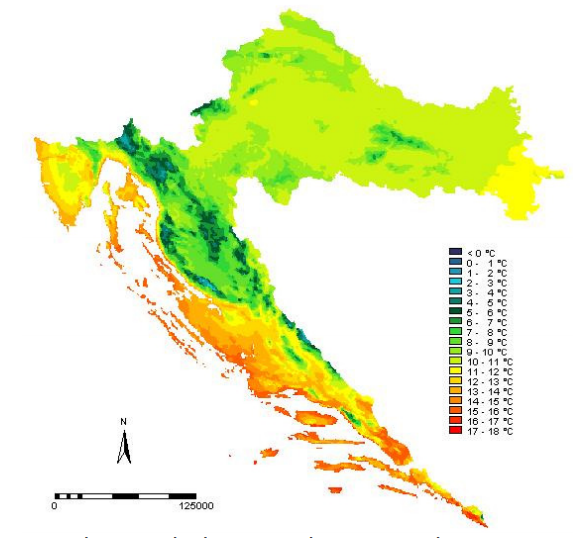 < 0 °C
0 - 1 °C
1 - 2 °C
2 - 3 °C
3 - 4 °C
4 - 5 °C
5 - 6 °C
6 - 7 °C
7 - 8 °C
8 - 9 °C
9 - 10 °C
10 - 11 °C
11 - 12 °C
12 - 13 °C
13 - 14 °C
14 - 15 °C
15 - 16 °C
16 - 17 °C
17 - 18 °C
N
0 125000